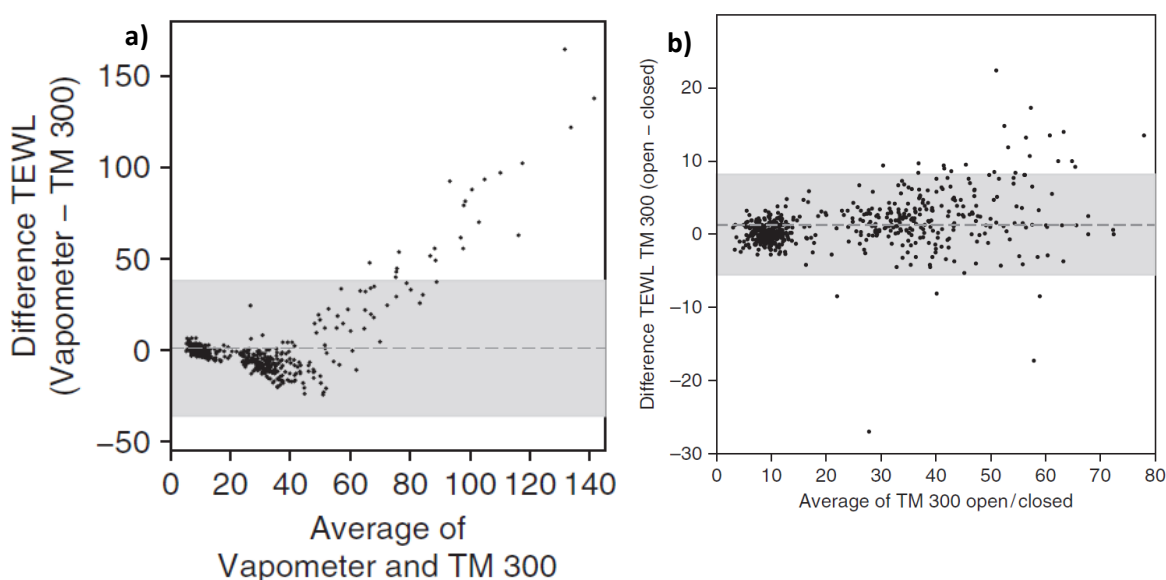 a)
Difference TEWL
(Vapometer – TM 300)
150
100
50
0
−50
0 20 40 60 80 100 120 140
Average of
Vapometer and TM 300
b)
Difference TEWL TM 300 (open – closed)
20
10
0
−10
−20
−30
0 10 20 30 40 50 60 70 80
Average of TM 300 open/closed